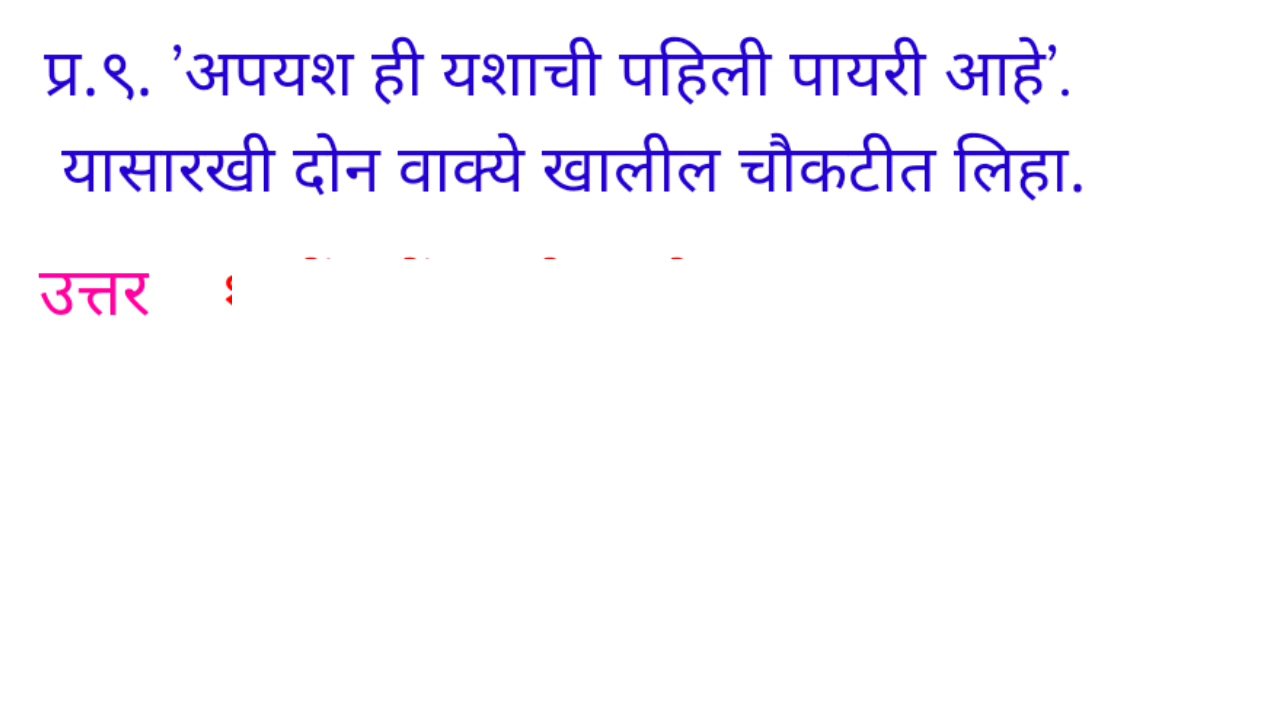 प्र.९. ’अपयश ही यशाची पहिली पायरी आहे’.
यासारखी दोन वाक्ये खालील चौकटीत लिहा.
उत्तर